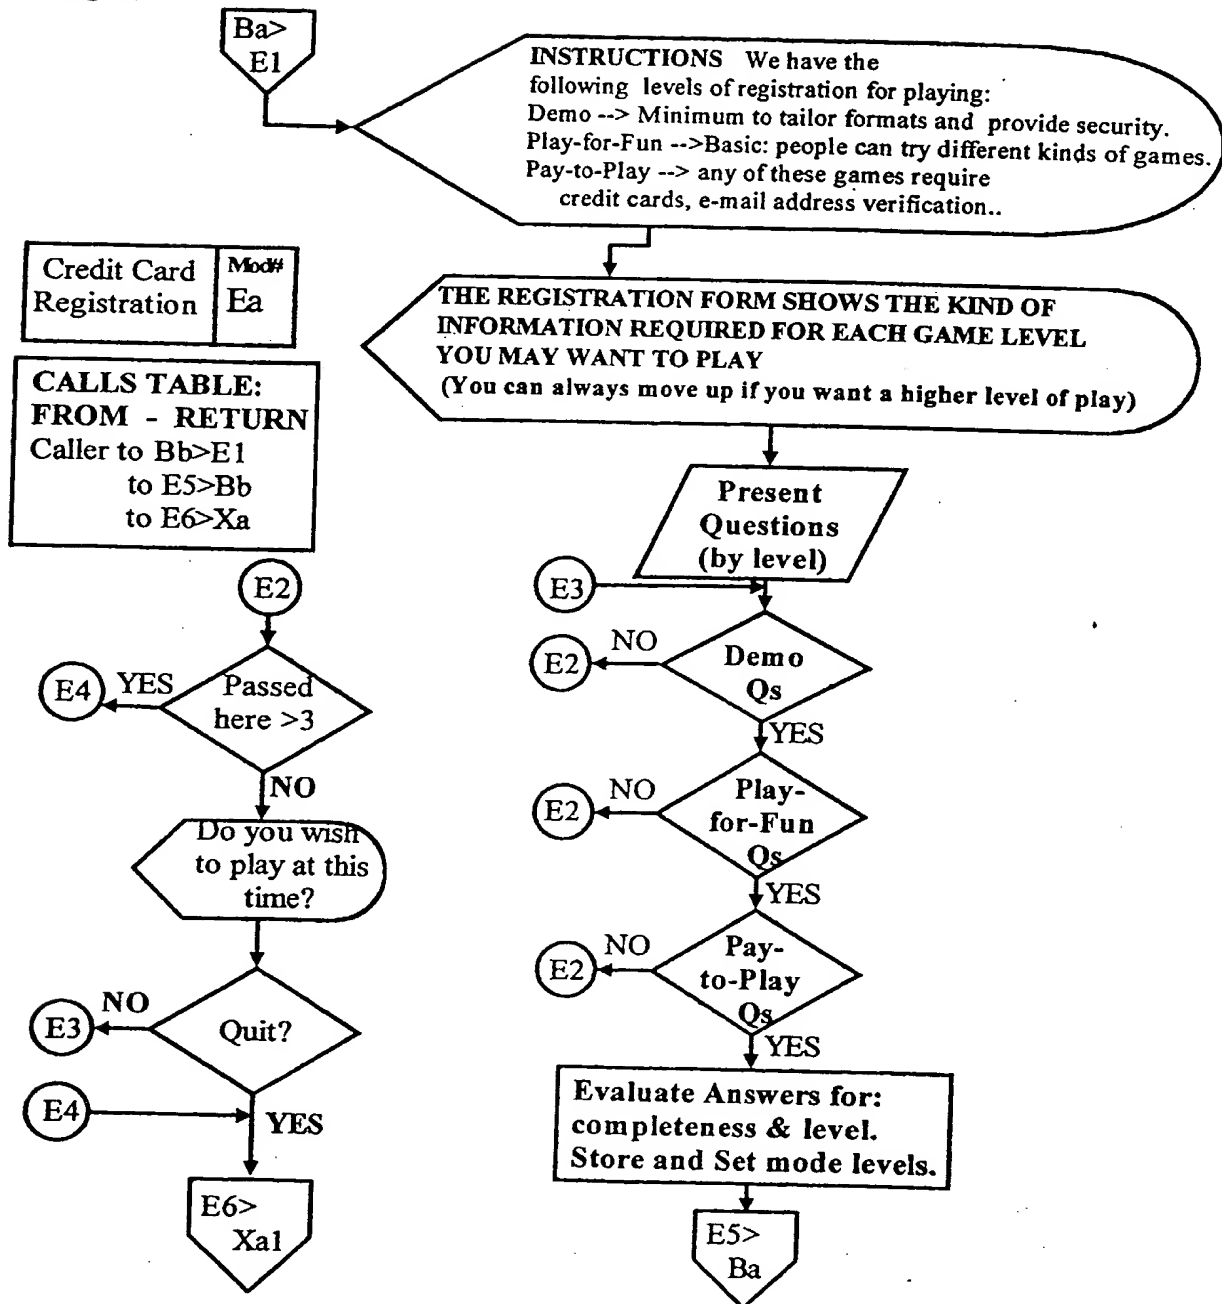 Ba>
E1
INSTRUCTIONS We have the
following levels of registration for playing:
Demo --> Minimum to tailor formats and provide security.
Play-for-Fun -->Basic: people can try different kinds of games.
Pay-to-Play --> any of these games require
credit cards, e-mail address verification..
Credit Card
Registration
Mod#
Ea
THE REGISTRATION FORM SHOWS THE KIND OF
INFORMATION REQUIRED FOR EACH GAME LEVEL
YOU MAY WANT TO PLAY
(You can always move up if you want a higher level of play)
CALLS TABLE:
FROM - RETURN
Caller to Bb>E1
to E5>Bb
to E6>Xa
Present
Questions
(by level)
E3
Demo
Qs
NO
E2
YES
Play-
for-Fun
Qs
NO
E2
YES
Pay-
to-Play
Qs
NO
E2
YES
Evaluate Answers for:
completeness & level.
Store and Set mode levels.
E5>
Ba
E2
Passed
here >3
YES
E4
NO
Do you wish
to play at this
time?
Quit?
NO
E3
E4
YES
E6>
Xa1